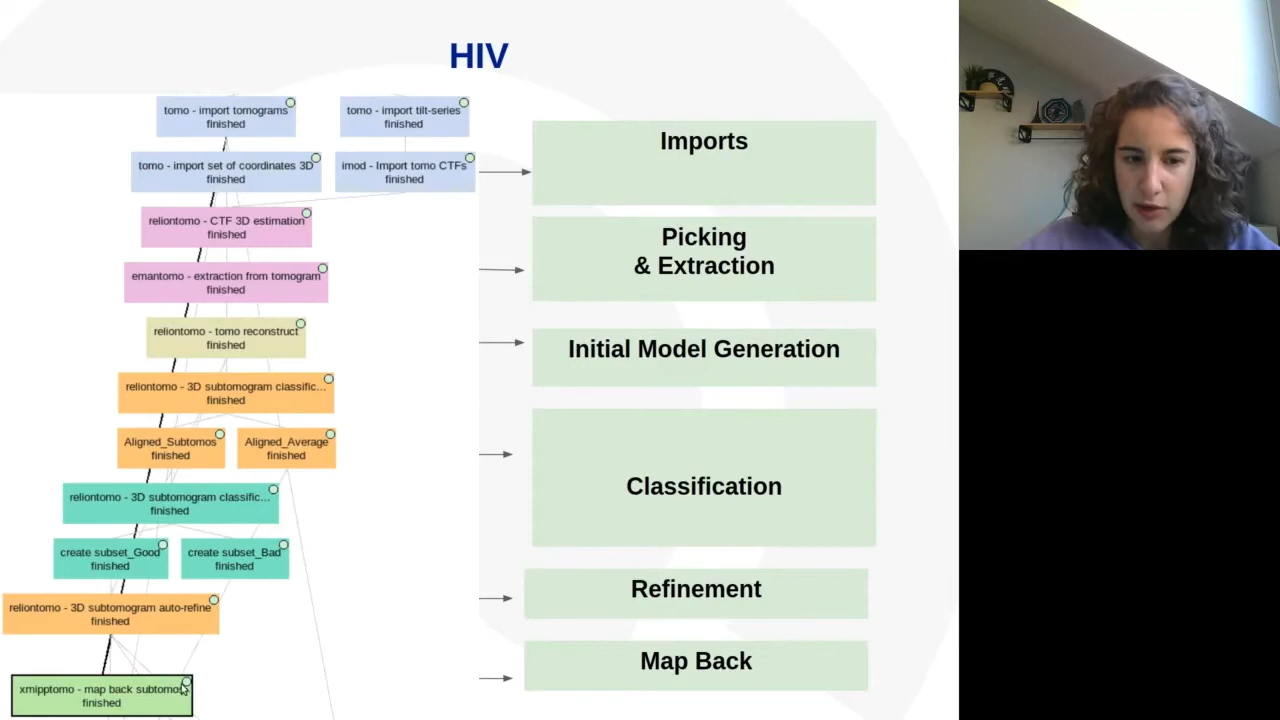 HIV
tomo - import tomograms
finished
tomo - import tilt-series
finished
tomo - import set of coordinates 3D
finished
imod - Import tomo CTFs
finished
reliontomo - CTF 3D estimation
finished
emantomo - extraction from tomogram
finished
reliontomo - tomo reconstruct
finished
reliontomo - 3D subtomogram classific...
finished
Aligned_Subtomos
finished
Aligned_Average
finished
reliontomo - 3D subtomogram classific...
finished
create subset_Good
finished
create subset_Bad
finished
reliontomo - 3D subtomogram auto-refine
finished
xmipptomo - map back subtomos
finished
Imports
Picking
& Extraction
Initial Model Generation
Classification
Refinement
Map Back